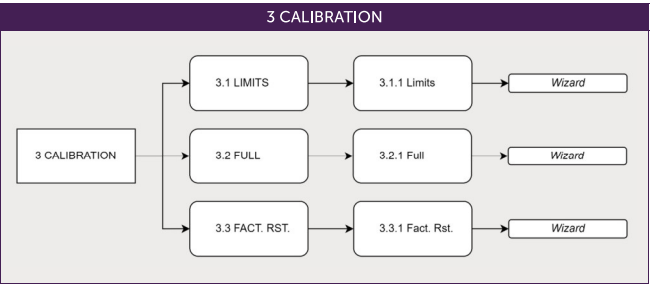 3 CALIBRATION
3.1 LIMITS
3.1.1 Limits
Wizard
3 CALIBRATION
3.2 FULL
3.2.1 Full
Wizard
3.3 FACT. RST.
3.3.1 Fact. Rst.
Wizard